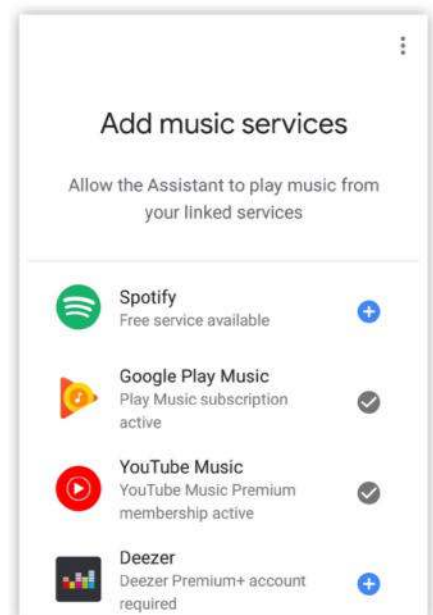 Add music services
Allow the Assistant to play music from
your linked services
Spotify
Free service available
Google Play Music
Play Music subscription
active
YouTube Music
YouTube Music Premium
membership active
Deezer
Deezer Premium+ account
required